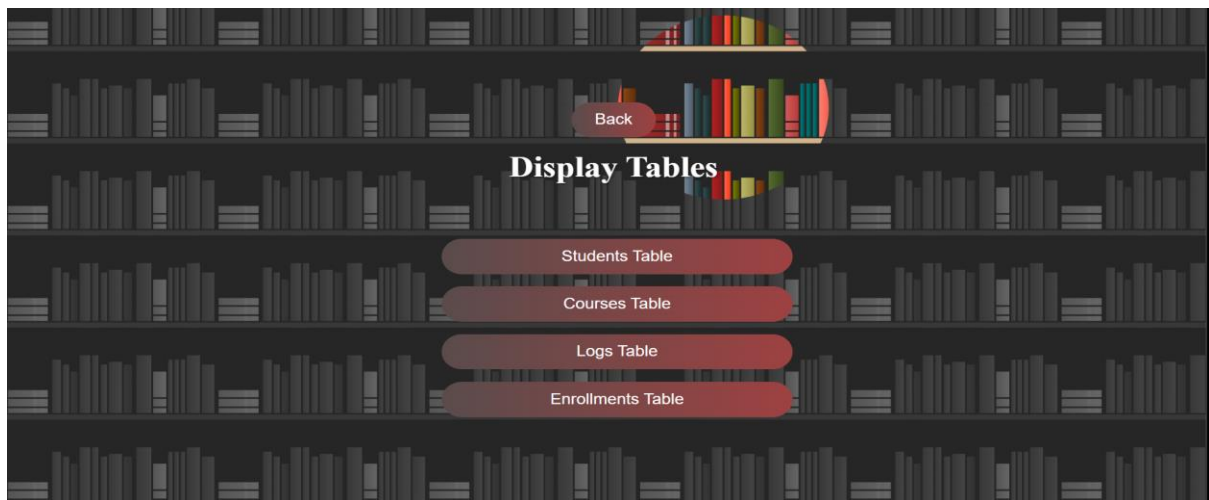 Back
Display Tables
Students Table
Courses Table
Logs Table
Enrollments Table